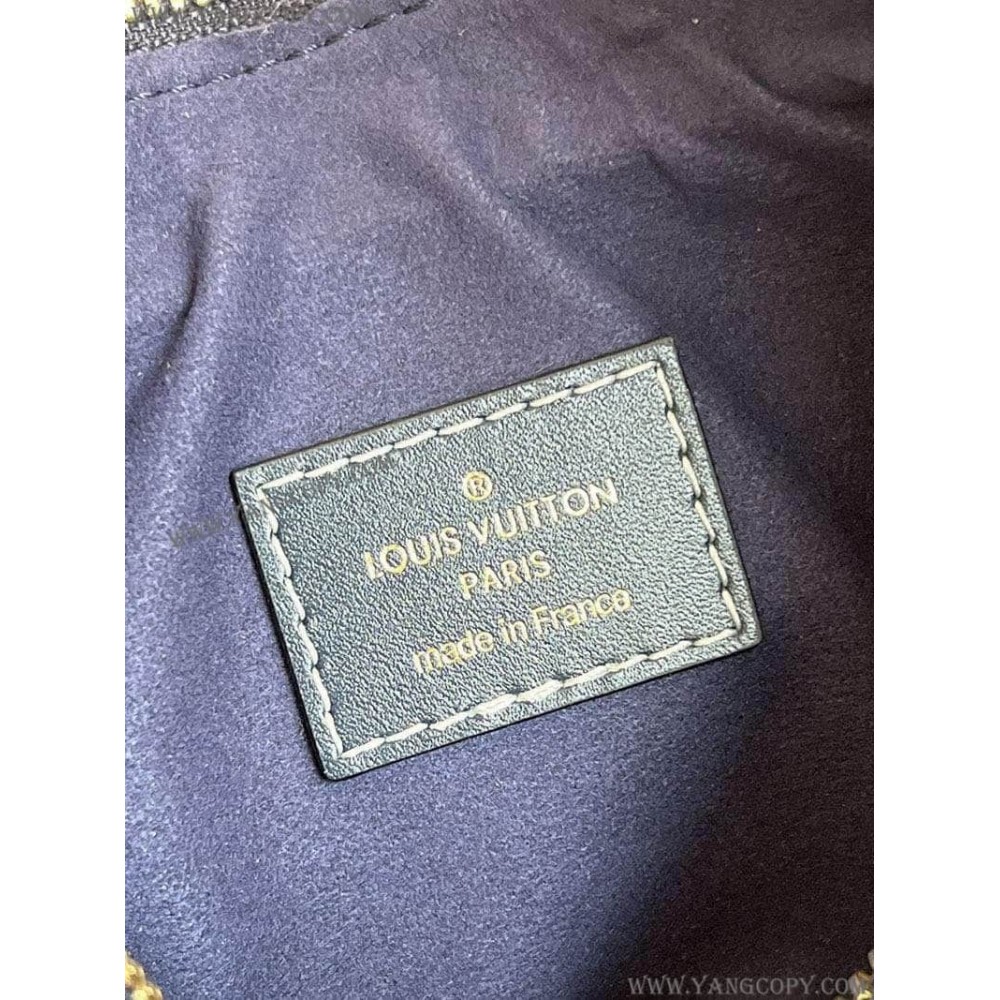 ®
LOUIS VUITTON
PARIS
made in France
WWW.YANGCOPY.COM